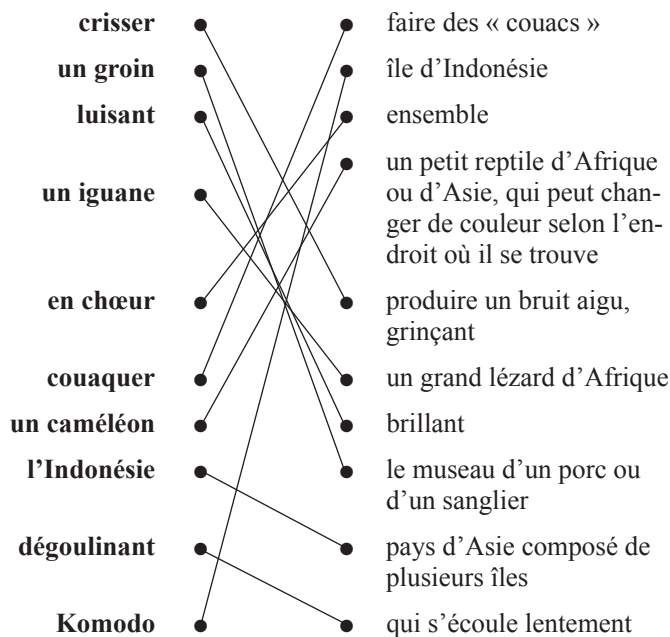 crisser faire des « couacs »
un groin île d’Indonésie
luisant ensemble
un petit reptile d’Afrique
un iguane ou d’Asie, qui peut chan-
ger de couleur selon l’en-
droit où il se trouve
en chœur produire un bruit aigu,
grinçant
couaquer un grand lézard d’Afrique
un caméléon brillant
l’Indonésie le museau d’un porc ou
d’un sanglier
dégoulinant pays d’Asie composé de
plusieurs îles
Komodo qui s’écoule lentement